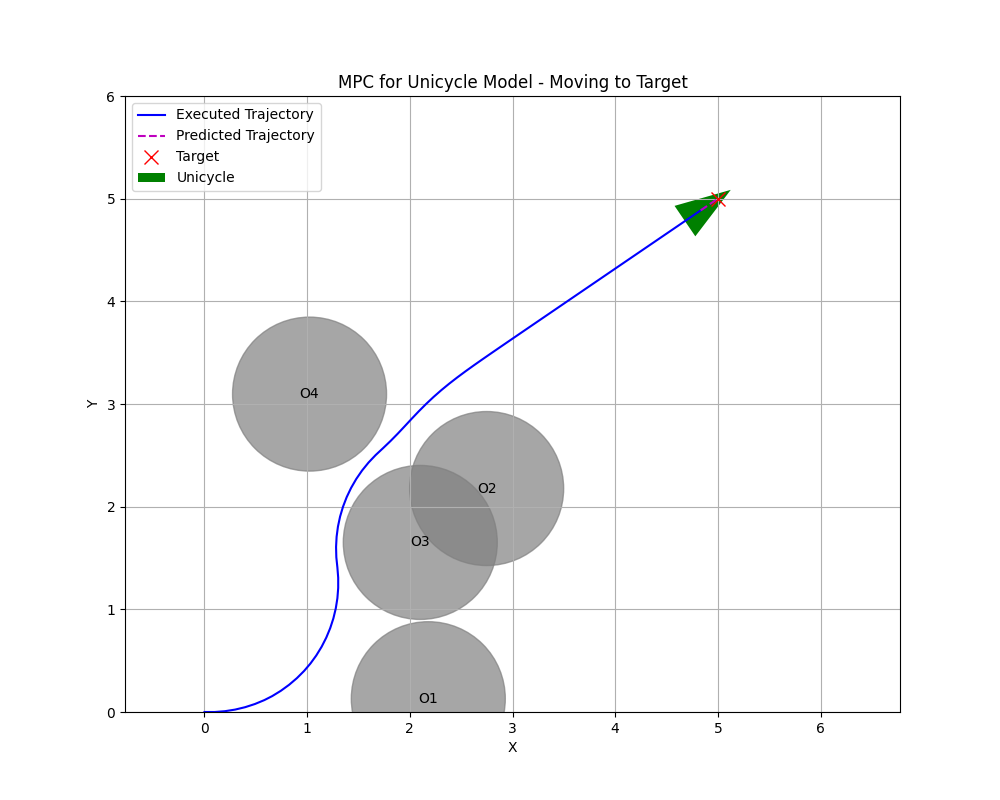 MPC for Unicycle Model - Moving to Target
6
Executed Trajectory
Predicted Trajectory
Target
Unicycle
5
4
O4
3
Y
O2
2
O3
1
O1
0
0 1 2 3 4 5 6
X